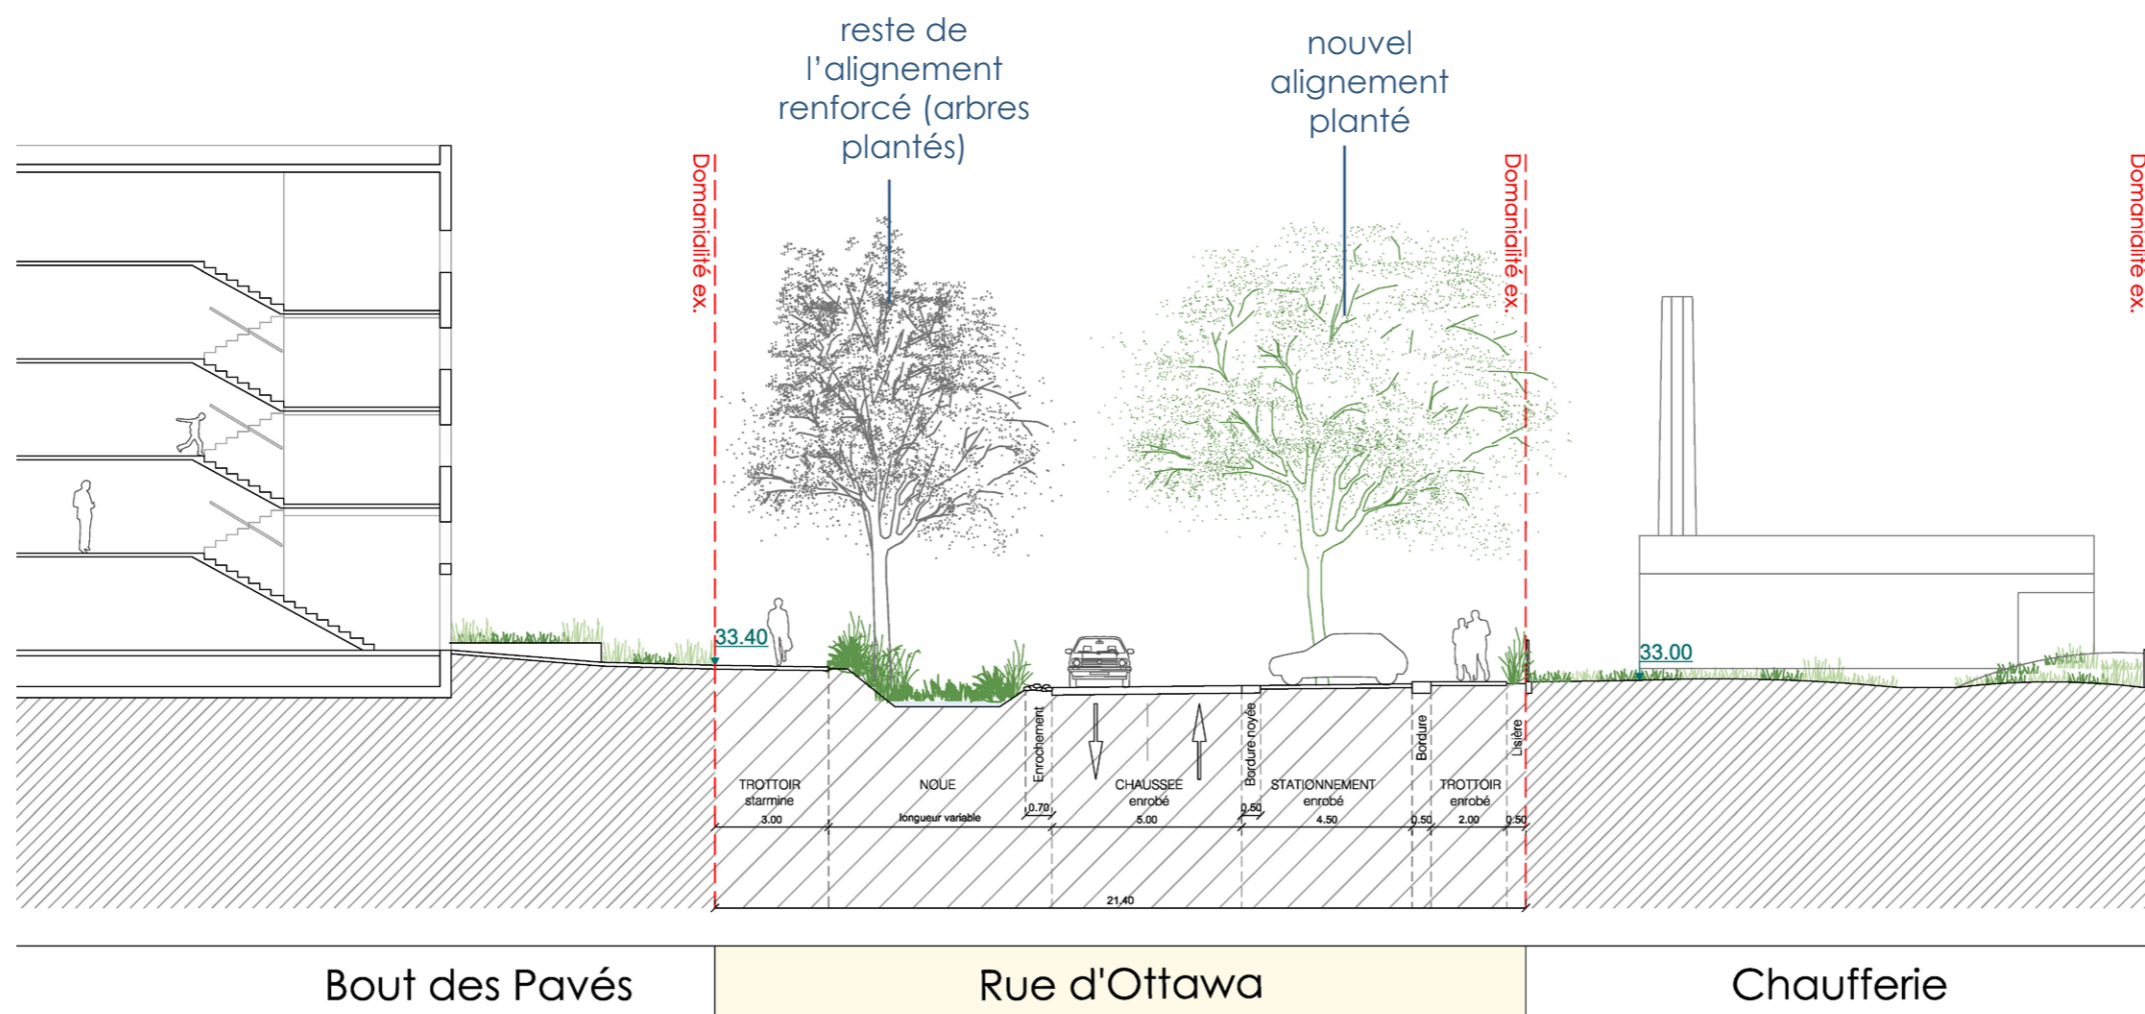 reste de
l'alignement
renforcé (arbres
plantés)
nouvel
alignement
planté
Domanialité ex.
Domanialité ex.
Domanialité ex.
33.40
33.00
Enrochement
Bordure noyée
Bordure
Lisière
TROTTOIR
starmine
3.00
NOUE
longueur variable
0.70
CHAUSSEE
enrobé
5.00
0.50
STATIONNEMENT
enrobé
4.50
0.50
TROTTOIR
enrobé
2.00
0.50
21.40
Bout des Pavés
Rue d'Ottawa
Chaufferie